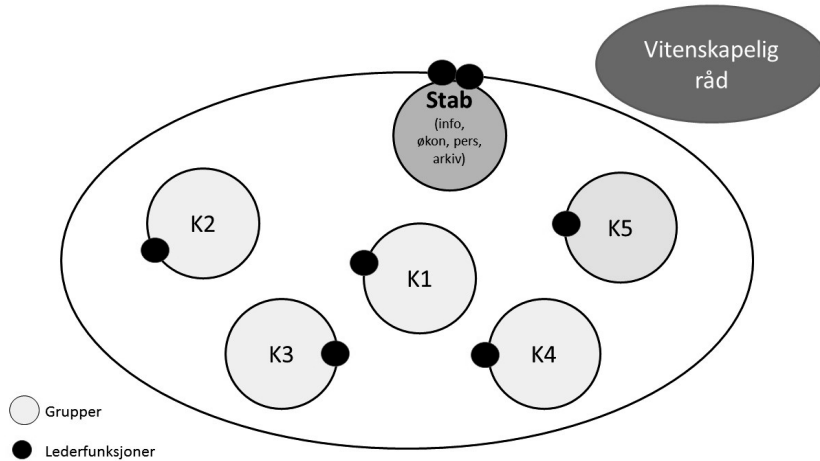 Vitenskapelig
råd
Stab
(info,
økon, pers,
arkiv)
K2
K5
K1
K3
K4
Grupper
Lederfunksjoner